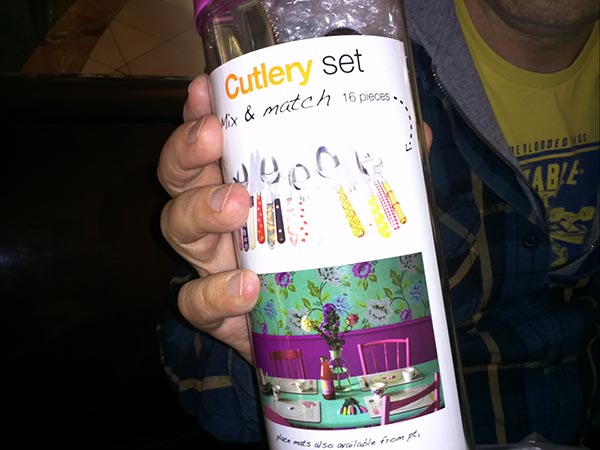 Cutlery set
Mix & match 16 pieces
place mats also available from pt,